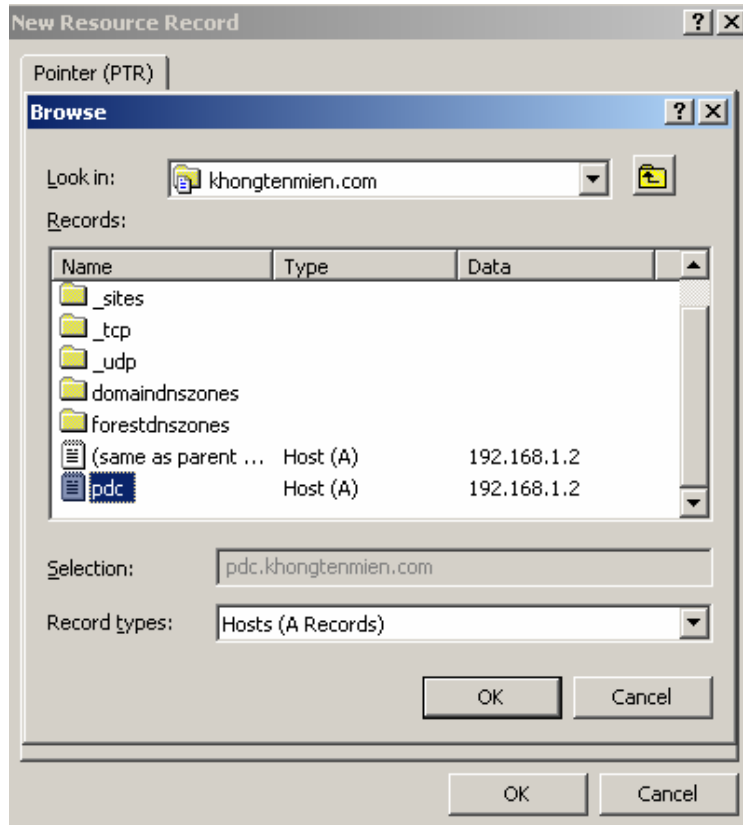 New Resource Record
Pointer (PTR)
Browse
Look in: khongtenmien.com
Records:
Name Type Data
_sites
_tcp
_udp
domaindnszones
forestdnszones
(same as parent ... Host (A) 192.168.1.2
pdc Host (A) 192.168.1.2
Selection: pdc.khongtenmien.com
Record types: Hosts (A Records)
OK Cancel
OK Cancel